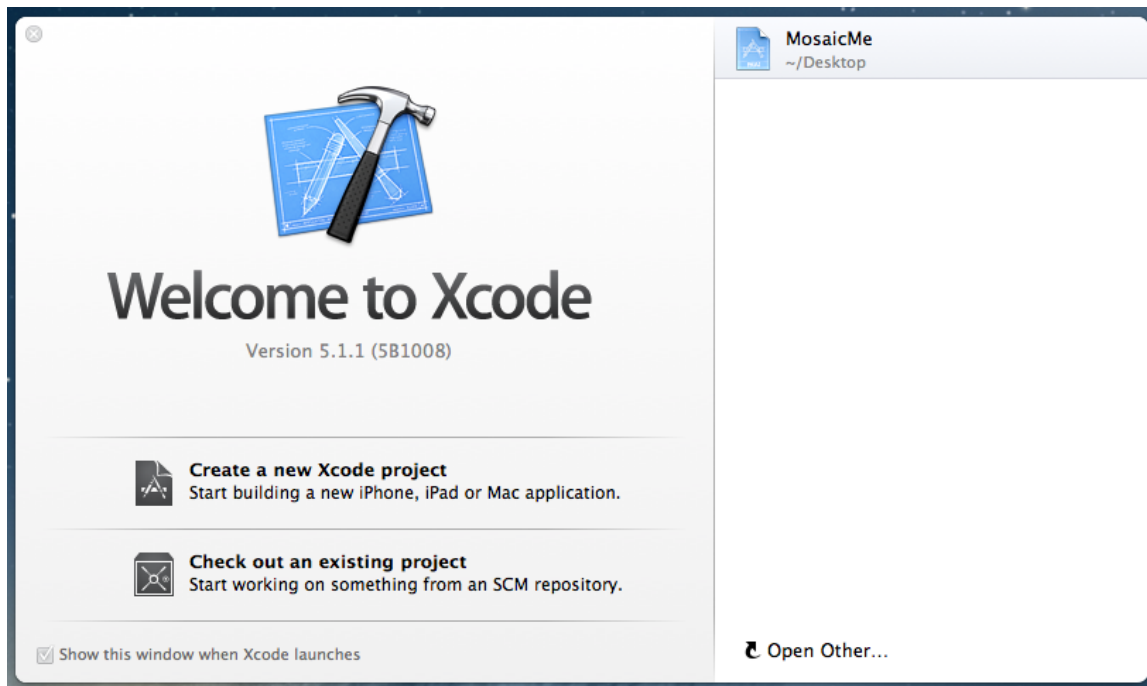 Welcome to Xcode
Version 5.1.1 (5B1008)
Create a new Xcode project
Start building a new iPhone, iPad or Mac application.
Check out an existing project
Start working on something from an SCM repository.
Show this window when Xcode launches
MosaicMe
~/Desktop
Open Other...